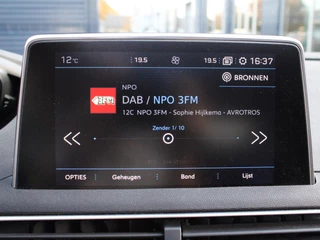 12°C 19.5 19.5 16:37
BRONNEN
NPO
DAB / NPO 3FM
12C NPO 3FM - Sophie Hijlkema - AVROTROS
Zender 1/ 10
OPTIES Geheugen Band Lijst